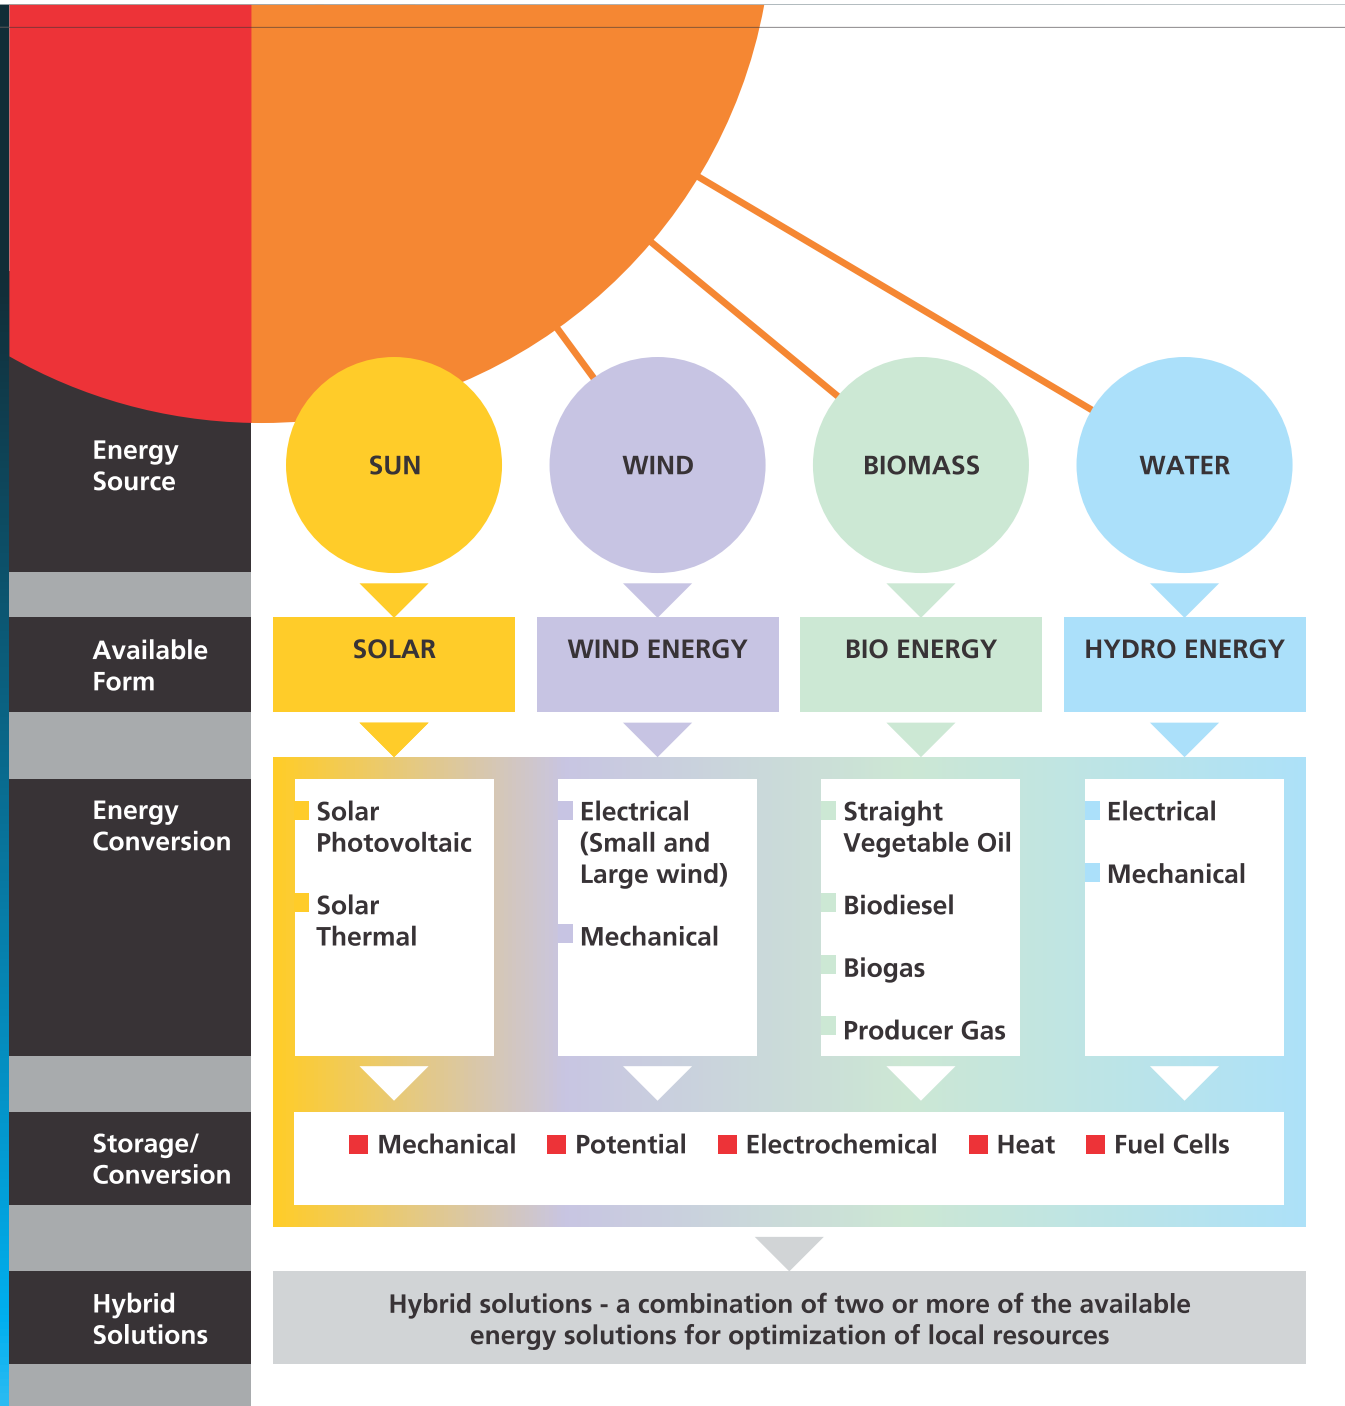 Energy
Source
SUN
WIND
BIOMASS
WATER
Available
Form
SOLAR
WIND ENERGY
BIO ENERGY
HYDRO ENERGY
Energy
Conversion
Solar
Photovoltaic
Solar
Thermal
Electrical
(Small and
Large wind)
Mechanical
Straight
Vegetable Oil
Biodiesel
Biogas
Producer Gas
Electrical
Mechanical
Storage/
Conversion
Mechanical
Potential
Electrochemical
Heat
Fuel Cells
Hybrid
Solutions
Hybrid solutions - a combination of two or more of the available
energy solutions for optimization of local resources